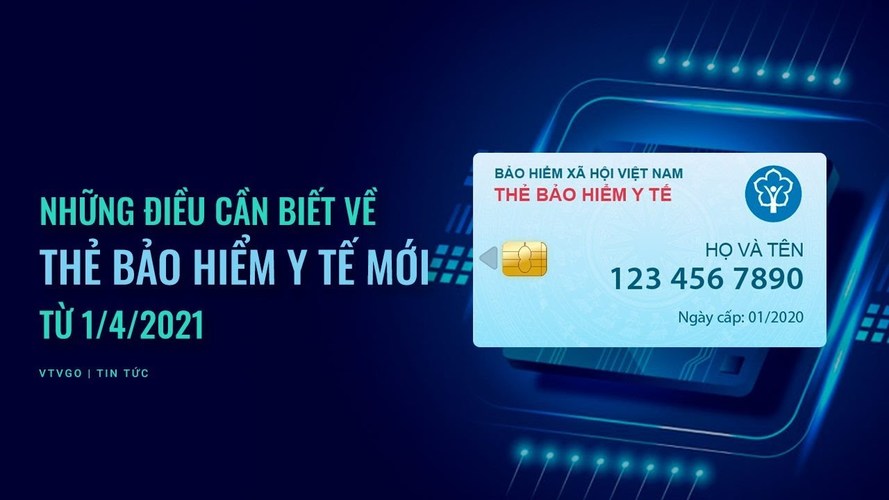 NHỮNG ĐIỀU CẦN BIẾT VỀ
THẺ BẢO HIỂM Y TẾ MỚI
TỪ 1/4/2021
VTVGO | TIN TỨC
BẢO HIỂM XÃ HỘI VIỆT NAM
THẺ BẢO HIỂM Y TẾ
HỌ VÀ TÊN
123 456 7890
Ngày cấp: 01/2020